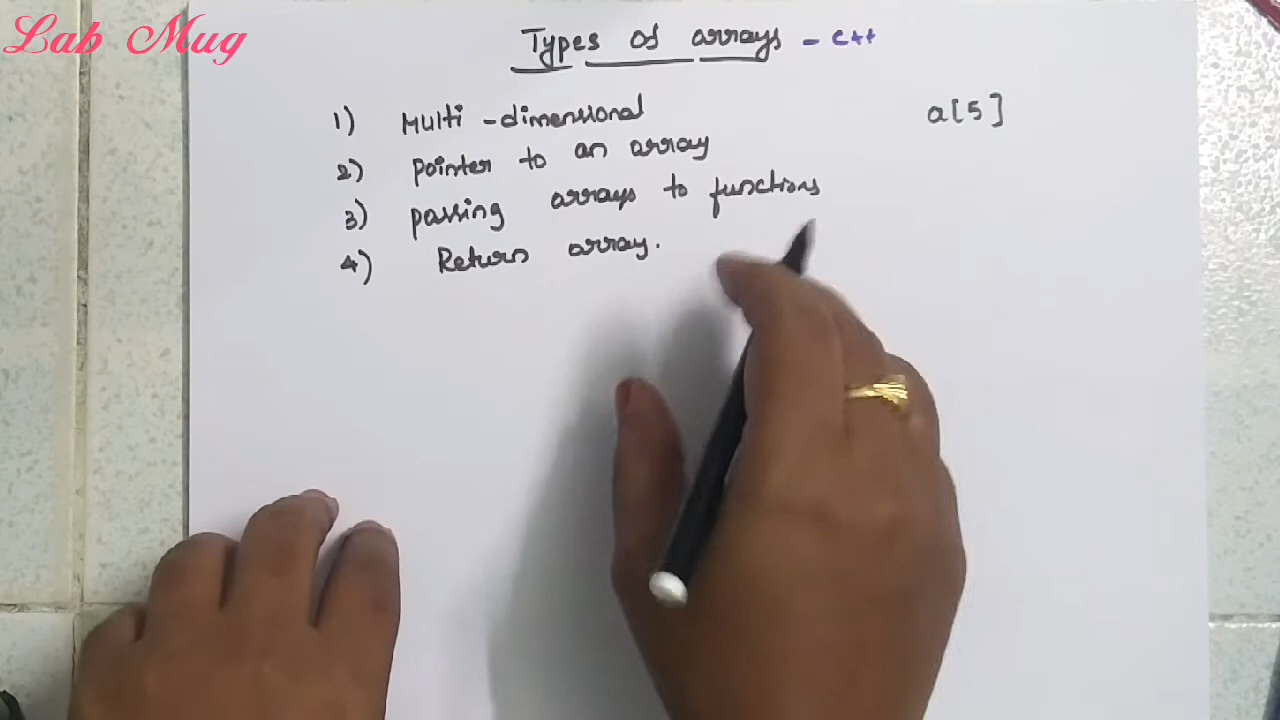 Lab Mug
Types of arrays - c++
1) Multi-dimensional
a[5]
2) pointer to an array
3) passing arrays to functions
4) Return array.